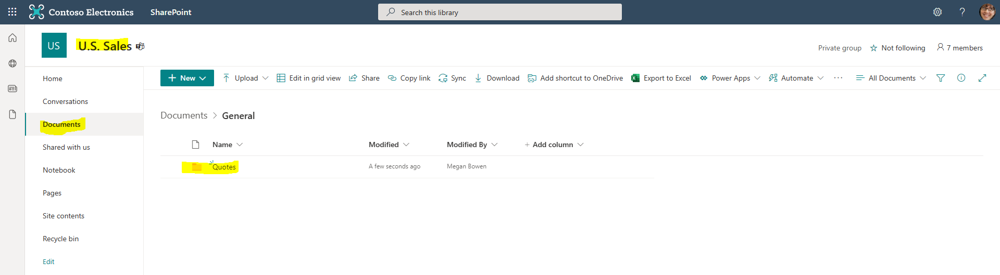 Contoso Electronics SharePoint Search this library
US U.S. Sales Private group Not following 7 members
Home
Conversations
Documents
Shared with us
Notebook
Pages
Site contents
Recycle bin
Edit
New Upload Edit in grid view Share Copy link Sync Download Add shortcut to OneDrive Export to Excel Power Apps Automate ··· All Documents
Documents > General
Name Modified Modified By + Add column
Quotes A few seconds ago Megan Bowen